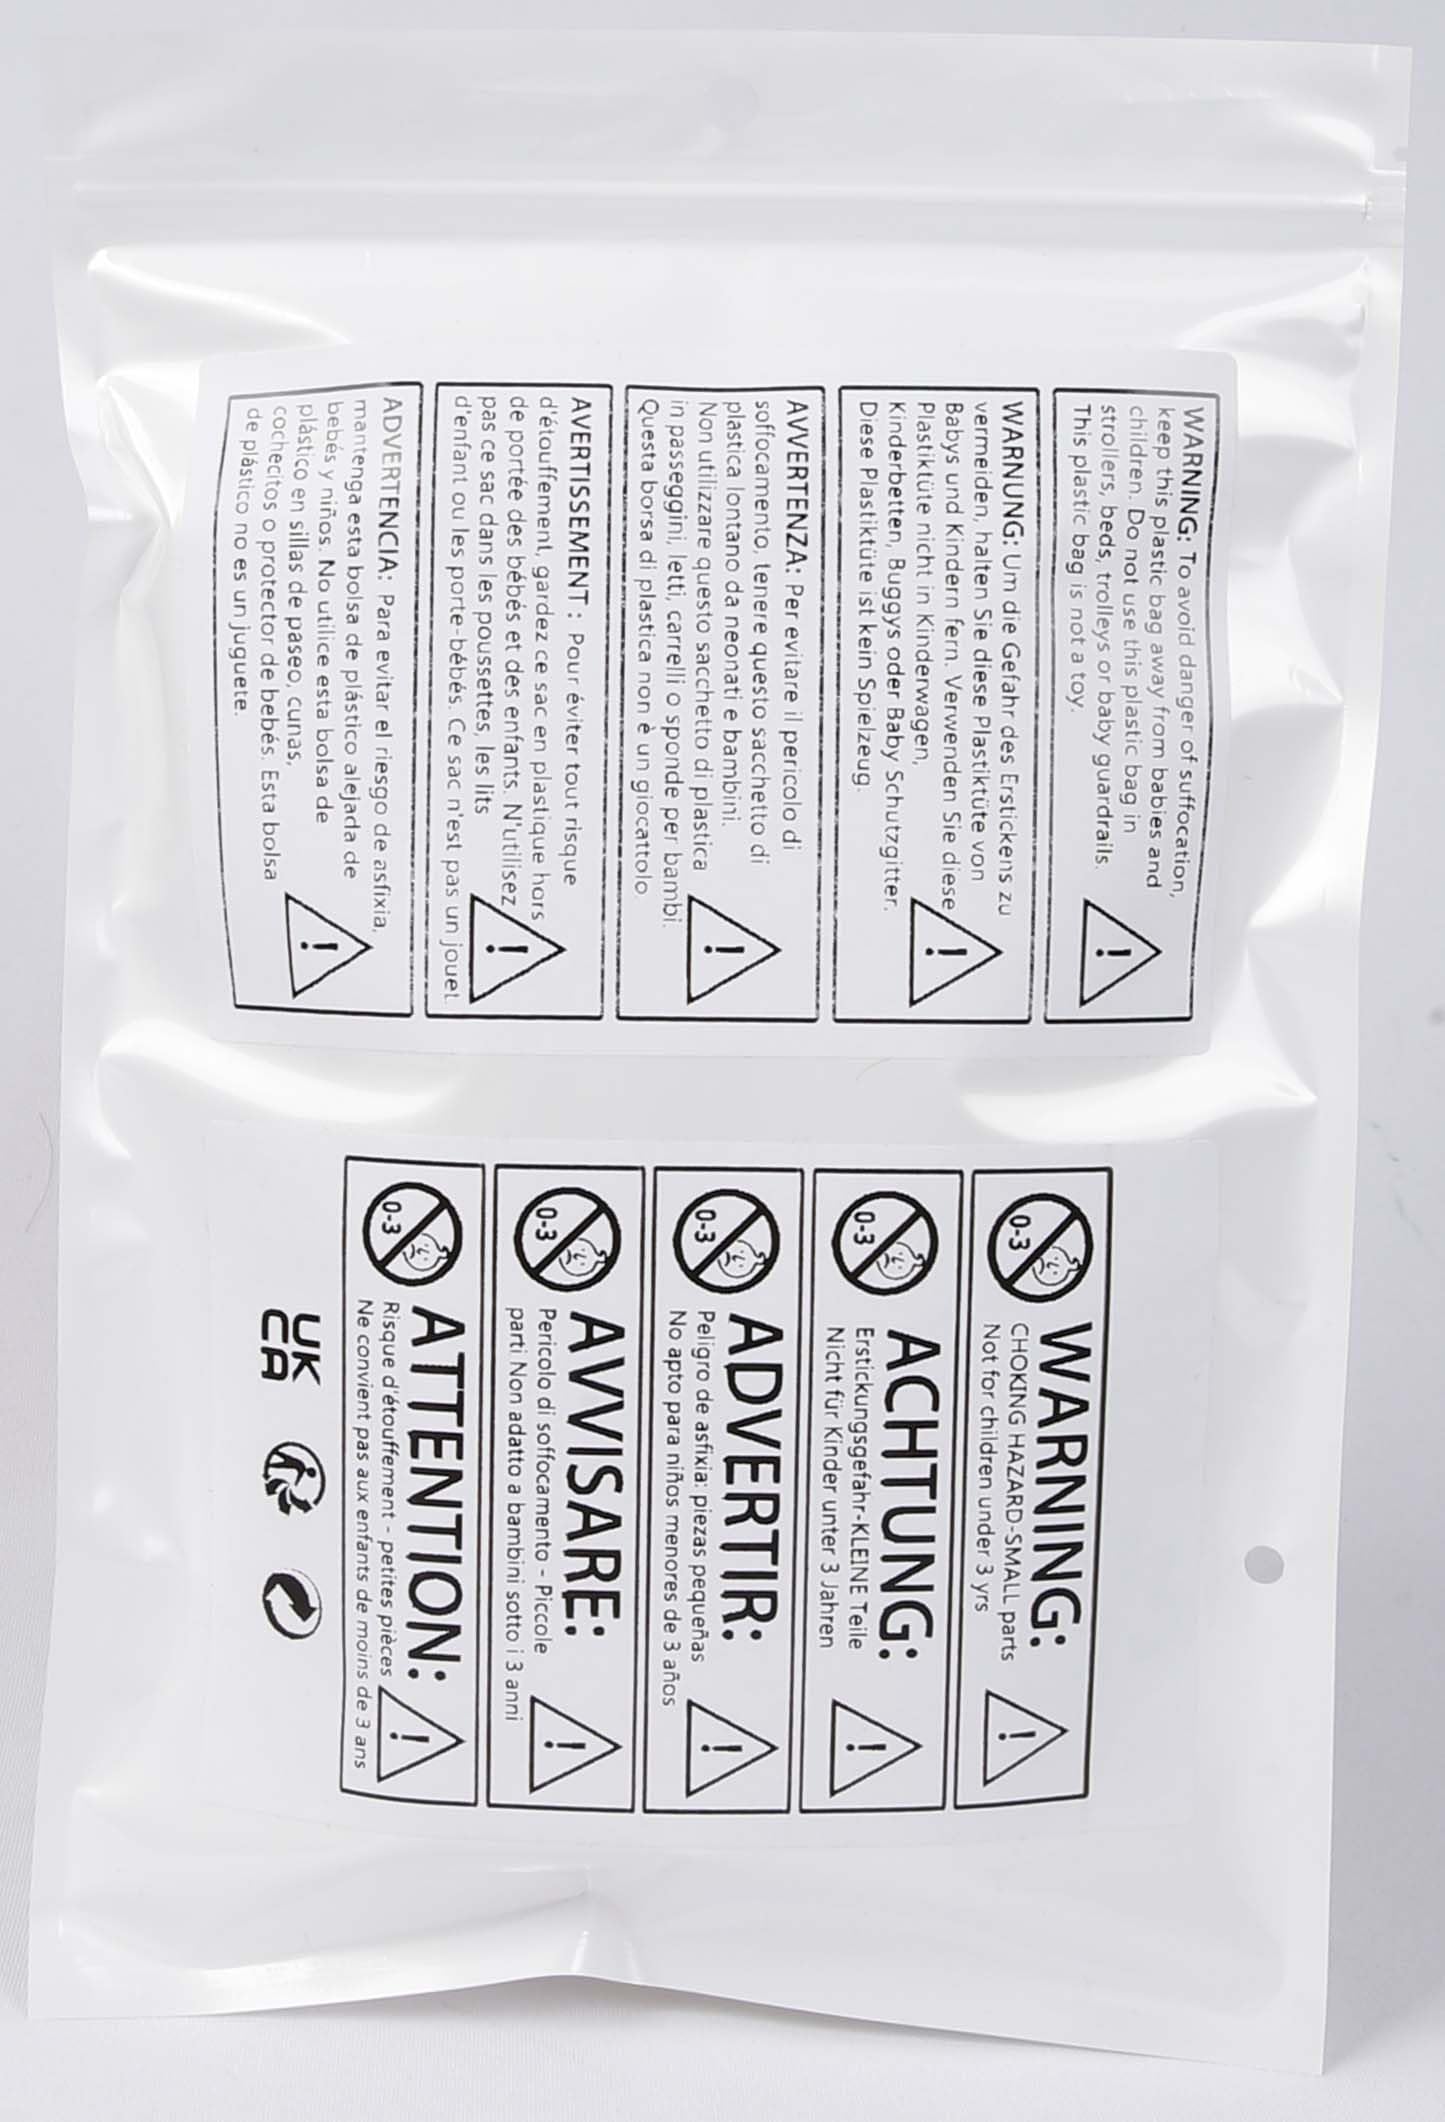 WARNING: To avoid danger of suffocation,
keep this plastic bag away from babies and
children. Do not use this plastic bag in
strollers, beds, trolleys or baby guardrails.
This plastic bag is not a toy.
WARNUNG: Um die Gefahr des Erstickens zu
vermeiden, halten Sie diese Plastiktüte von
Babys und Kindern fern. Verwenden Sie diese
Plastiktüte nicht in Kinderwagen,
Kinderbetten, Buggys oder Baby Schutzgitter.
Diese Plastiktüte ist kein Spielzeug.
AVVERTENZA: Per evitare il pericolo di
soffocamento, tenere questo sacchetto di
plastica lontano da neonati e bambini.
Non utilizzare questo sacchetto di plastica
in passeggini, letti, carrelli o sponde per bambi.
Questa borsa di plastica non è un giocattolo.
AVERTISSEMENT : Pour éviter tout risque
d'étouffement, gardez ce sac en plastique hors
de portée des bébés et des enfants. N'utilisez
pas ce sac dans les poussettes, les lits
d'enfant ou les porte-bébés. Ce sac n'est pas un jouet.
ADVERTENCIA: Para evitar el riesgo de asfixia,
mantenga esta bolsa de plástico alejada de
bebés y niños. No utilice esta bolsa de
plástico en sillas de paseo, cunas,
cochecitos o protector de bebés. Esta bolsa
de plástico no es un juguete.
0-3
WARNING:
CHOKING HAZARD-SMALL parts
Not for children under 3 yrs
0-3
ACHTUNG:
Erstickungsgefahr-KLEINE Teile
Nicht für Kinder unter 3 Jahren
0-3
ADVERTIR:
Peligro de asfixia: piezas pequeñas
No apto para niños menores de 3 años
0-3
AVVISARE:
Pericolo di soffocamento - Piccole
parti Non adatto a bambini sotto i 3 anni
0-3
ATTENTION:
Risque d'étouffement - petites pièces
Ne convient pas aux enfants de moins de 3 ans
UK
CA